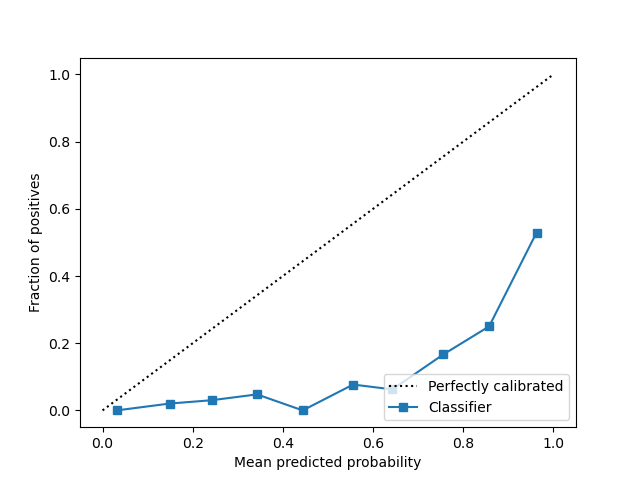 1.0
0.8
0.6
0.4
0.2
0.0
Fraction of positives
Perfectly calibrated
Classifier
0.0 0.2 0.4 0.6 0.8 1.0
Mean predicted probability